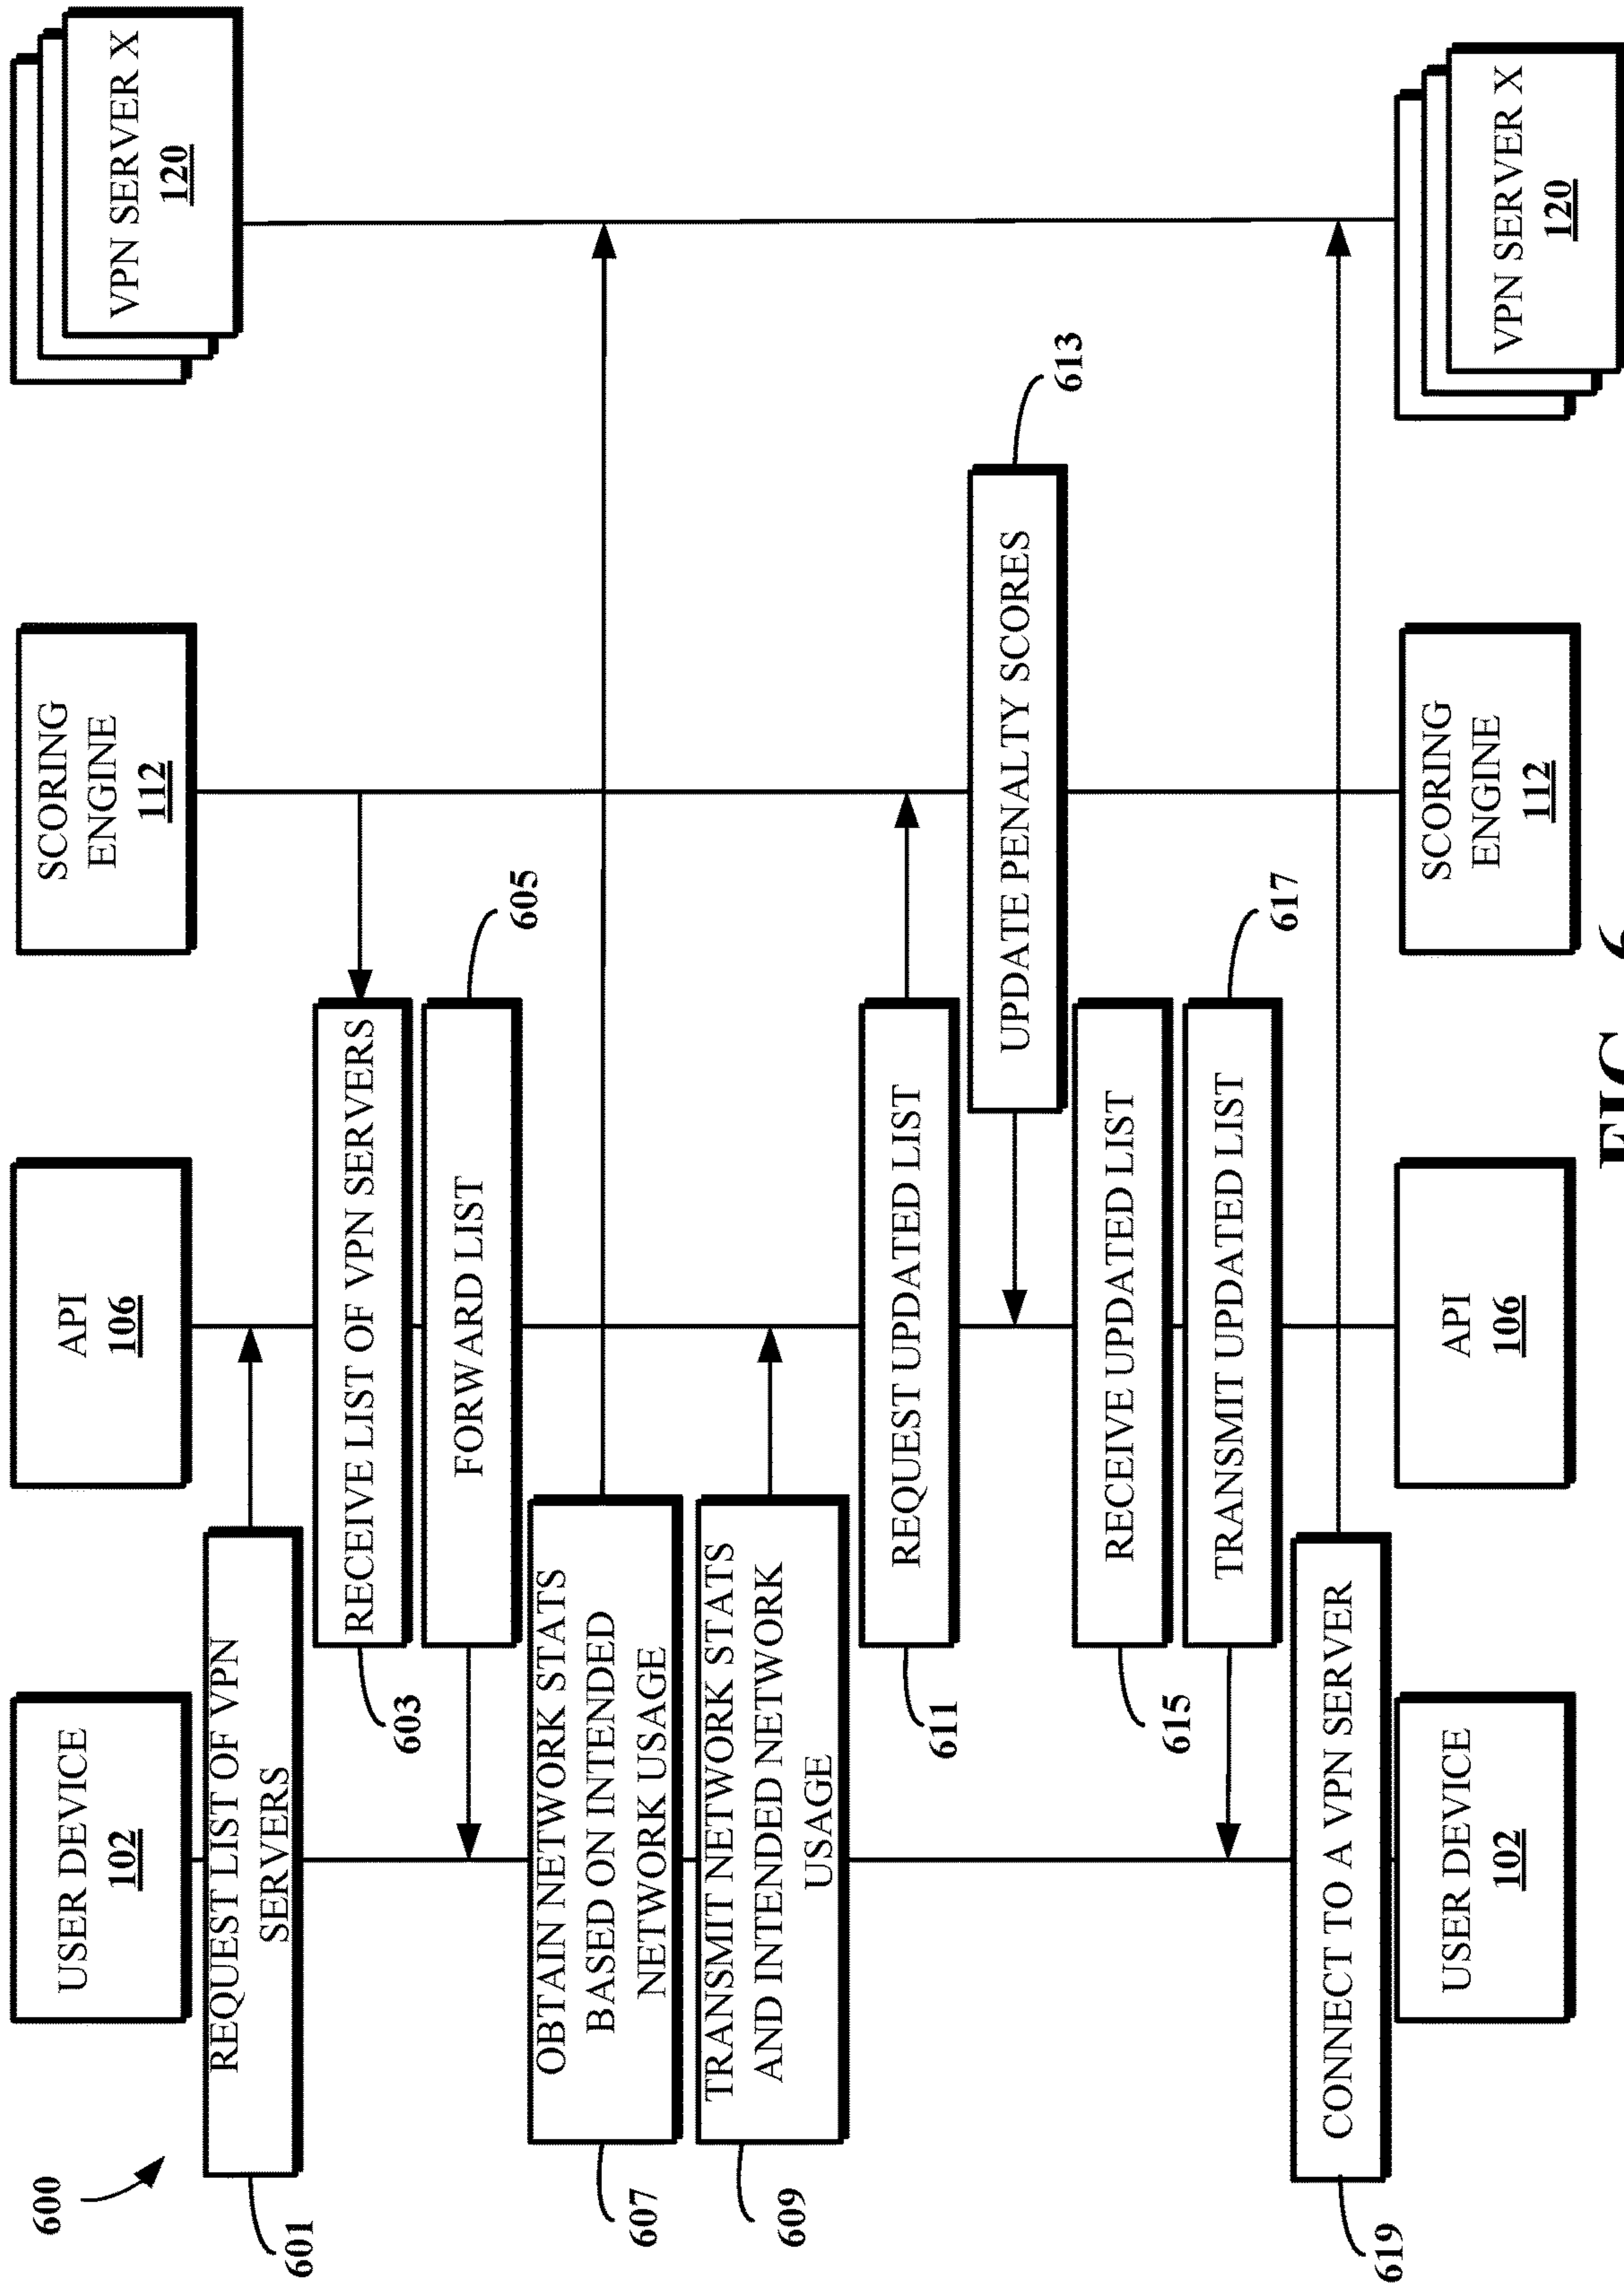 600
USER DEVICE
102
API
106
SCORING
ENGINE
112
VPN SERVER X
120
601
REQUEST LIST OF VPN
SERVERS
RECEIVE LIST OF VPN SERVERS
603
FORWARD LIST
605
607
OBTAIN NETWORK STATS
BASED ON INTENDED
NETWORK USAGE
609
TRANSMIT NETWORK STATS
AND INTENDED NETWORK
USAGE
611
REQUEST UPDATED LIST
UPDATE PENALTY SCORES
613
615
RECEIVE UPDATED LIST
TRANSMIT UPDATED LIST
617
619
CONNECT TO A VPN SERVER
USER DEVICE
102
API
106
SCORING
ENGINE
112
VPN SERVER X
120